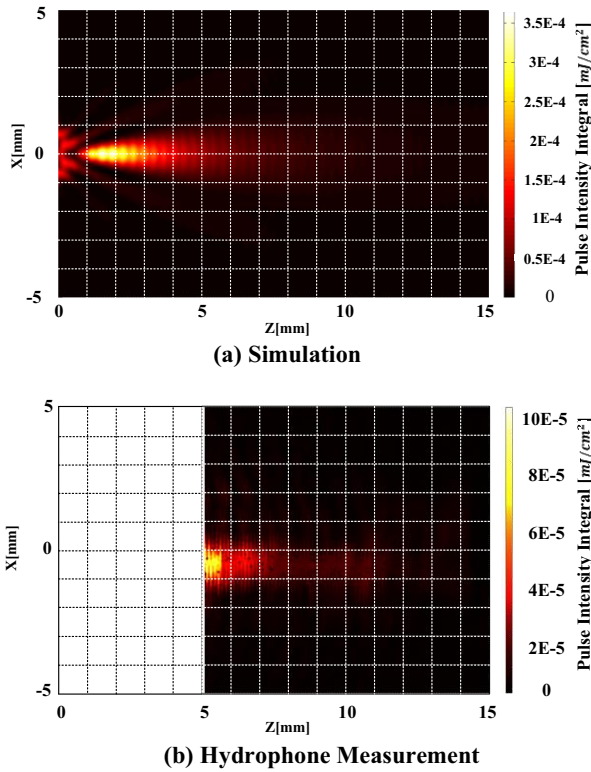 5
0
-5
X[mm]
0
5
10
15
Z[mm]
3.5E-4
3E-4
2.5E-4
2E-4
1.5E-4
1E-4
0.5E-4
0
Pulse Intensity Integral [mJ/cm²]
(a) Simulation
5
0
-5
X[mm]
0
5
10
15
Z[mm]
10E-5
8E-5
6E-5
4E-5
2E-5
0
Pulse Intensity Integral [mJ/cm²]
(b) Hydrophone Measurement